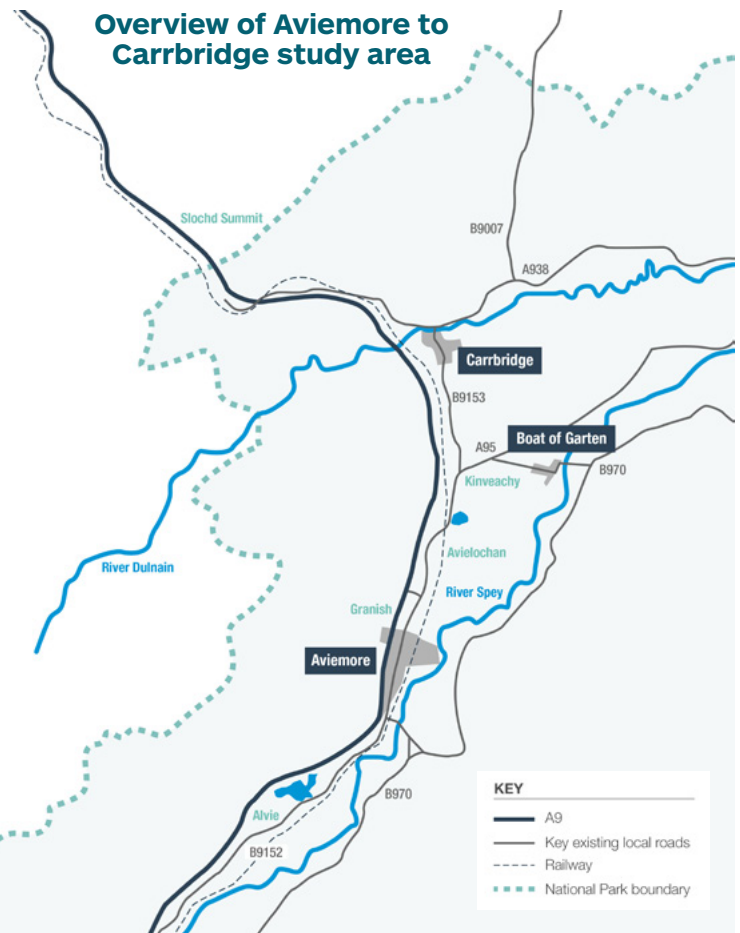 Overview of Aviemore to
Carrbridge study area
Slochd Summit
B9007
A938
Carrbridge
B9153
Boat of Garten
A95
B970
Kinveachy
Avielochan
River Dulnain
River Spey
Granish
Aviemore
B970
Alvie
B9152
KEY
A9
Key existing local roads
Railway
National Park boundary